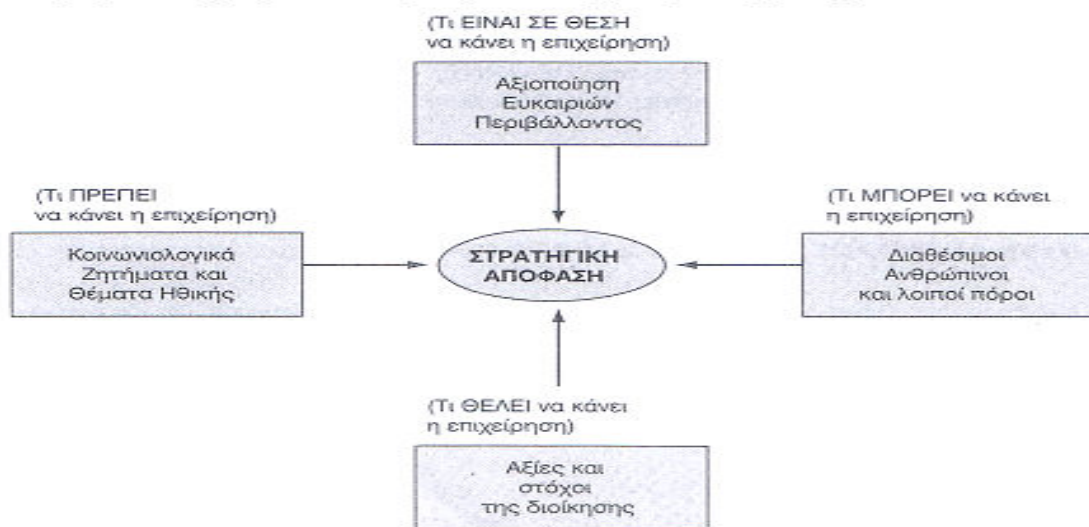 (Τι ΕΙΝΑΙ ΣΕ ΘΕΣΗ
να κάνει η επιχείρηση)
Αξιοποίηση
Ευκαιριών
Περιβάλλοντος
(Τι ΠΡΕΠΕΙ
να κάνει η επιχείρηση)
Κοινωνιολογικά
Ζητήματα και
Θέματα Ηθικής
ΣΤΡΑΤΗΓΙΚΗ
ΑΠΟΦΑΣΗ
(Τι ΜΠΟΡΕΙ να κάνει
η επιχείρηση)
Διαθέσιμοι
Ανθρώπινοι
και λοιποί πόροι
(Τι ΘΕΛΕΙ να κάνει
η επιχείρηση)
Αξίες και
στόχοι
της διοίκησης